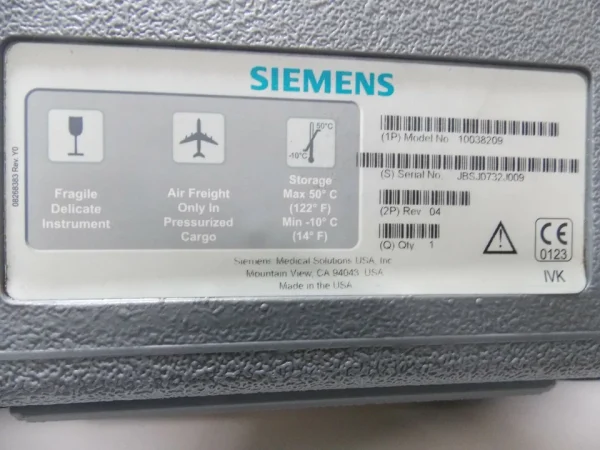 SIEMENS
08268383 Rev Y0
Fragile
Delicate
Instrument
Air Freight
Only In
Pressurized
Cargo
50°C
-10°C
Storage
Max 50° C
(122° F)
Min -10° C
(14° F)
(1P) Model No 10038209
(S) Serial No. JBSJ0732J009
(2P) Rev 04
(Q) Qty 1
CE
0123
IVK
Siemens Medical Solutions USA, Inc
Mountain View, CA 94043 USA
Made in the USA